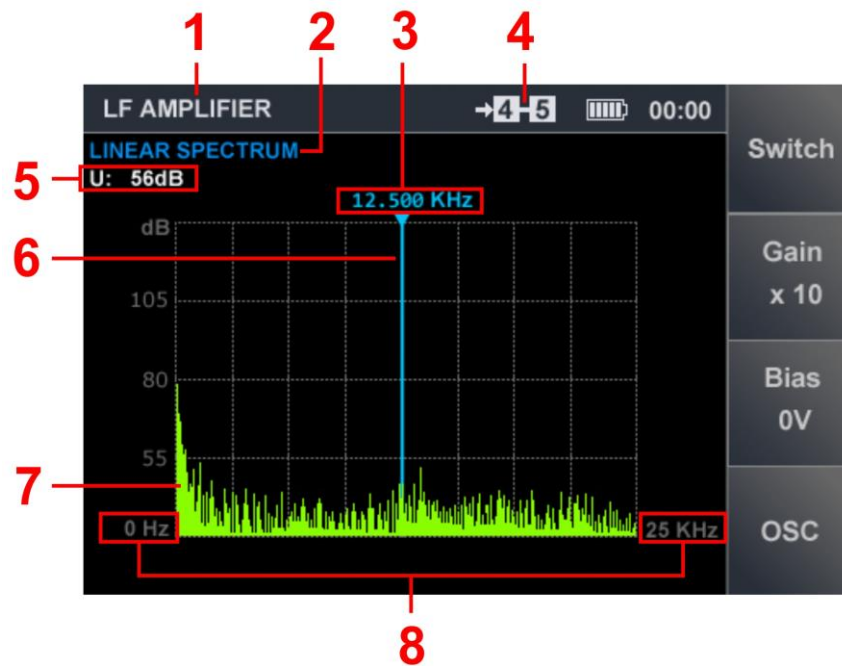 1 2 3 4
LF AMPLIFIER →4-5 00:00
Switch
LINEAR SPECTRUM
5 U: 56dB
12.500 KHz
dB
6
Gain
x 10
105
80
Bias
0V
55
7
0 Hz 25 KHz
OSC
8